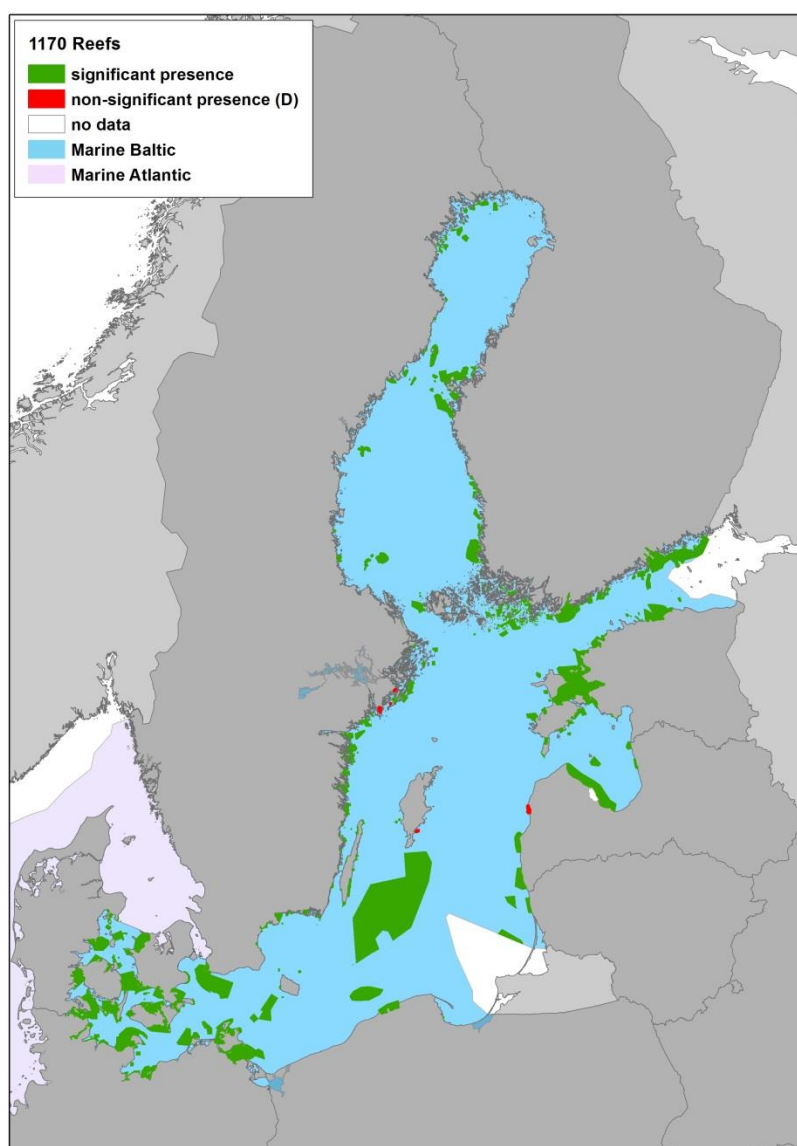 1170 Reefs
significant presence
non-significant presence (D)
no data
Marine Baltic
Marine Atlantic